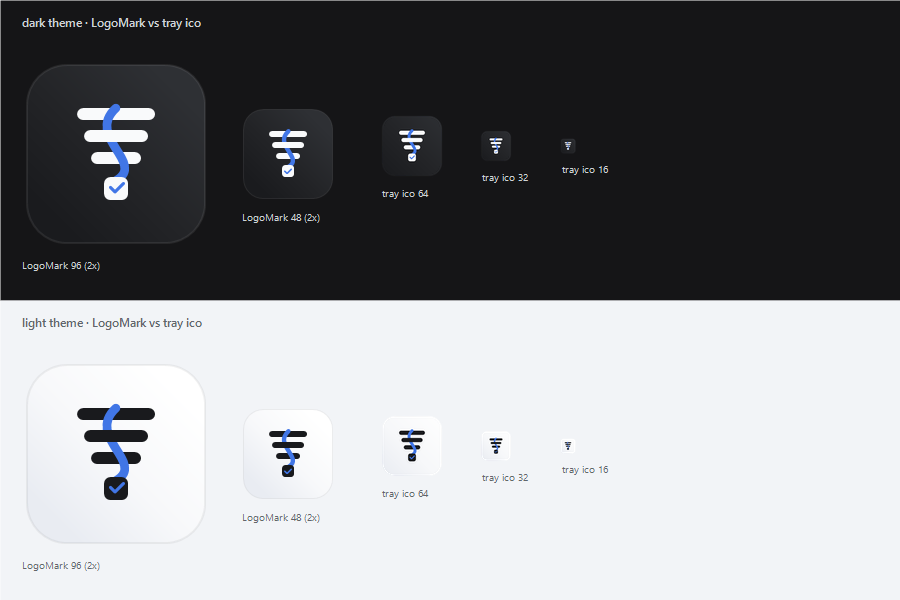 dark theme · LogoMark vs tray ico
LogoMark 96 (2x)
LogoMark 48 (2x)
tray ico 64
tray ico 32
tray ico 16
light theme · LogoMark vs tray ico
LogoMark 96 (2x)
LogoMark 48 (2x)
tray ico 64
tray ico 32
tray ico 16